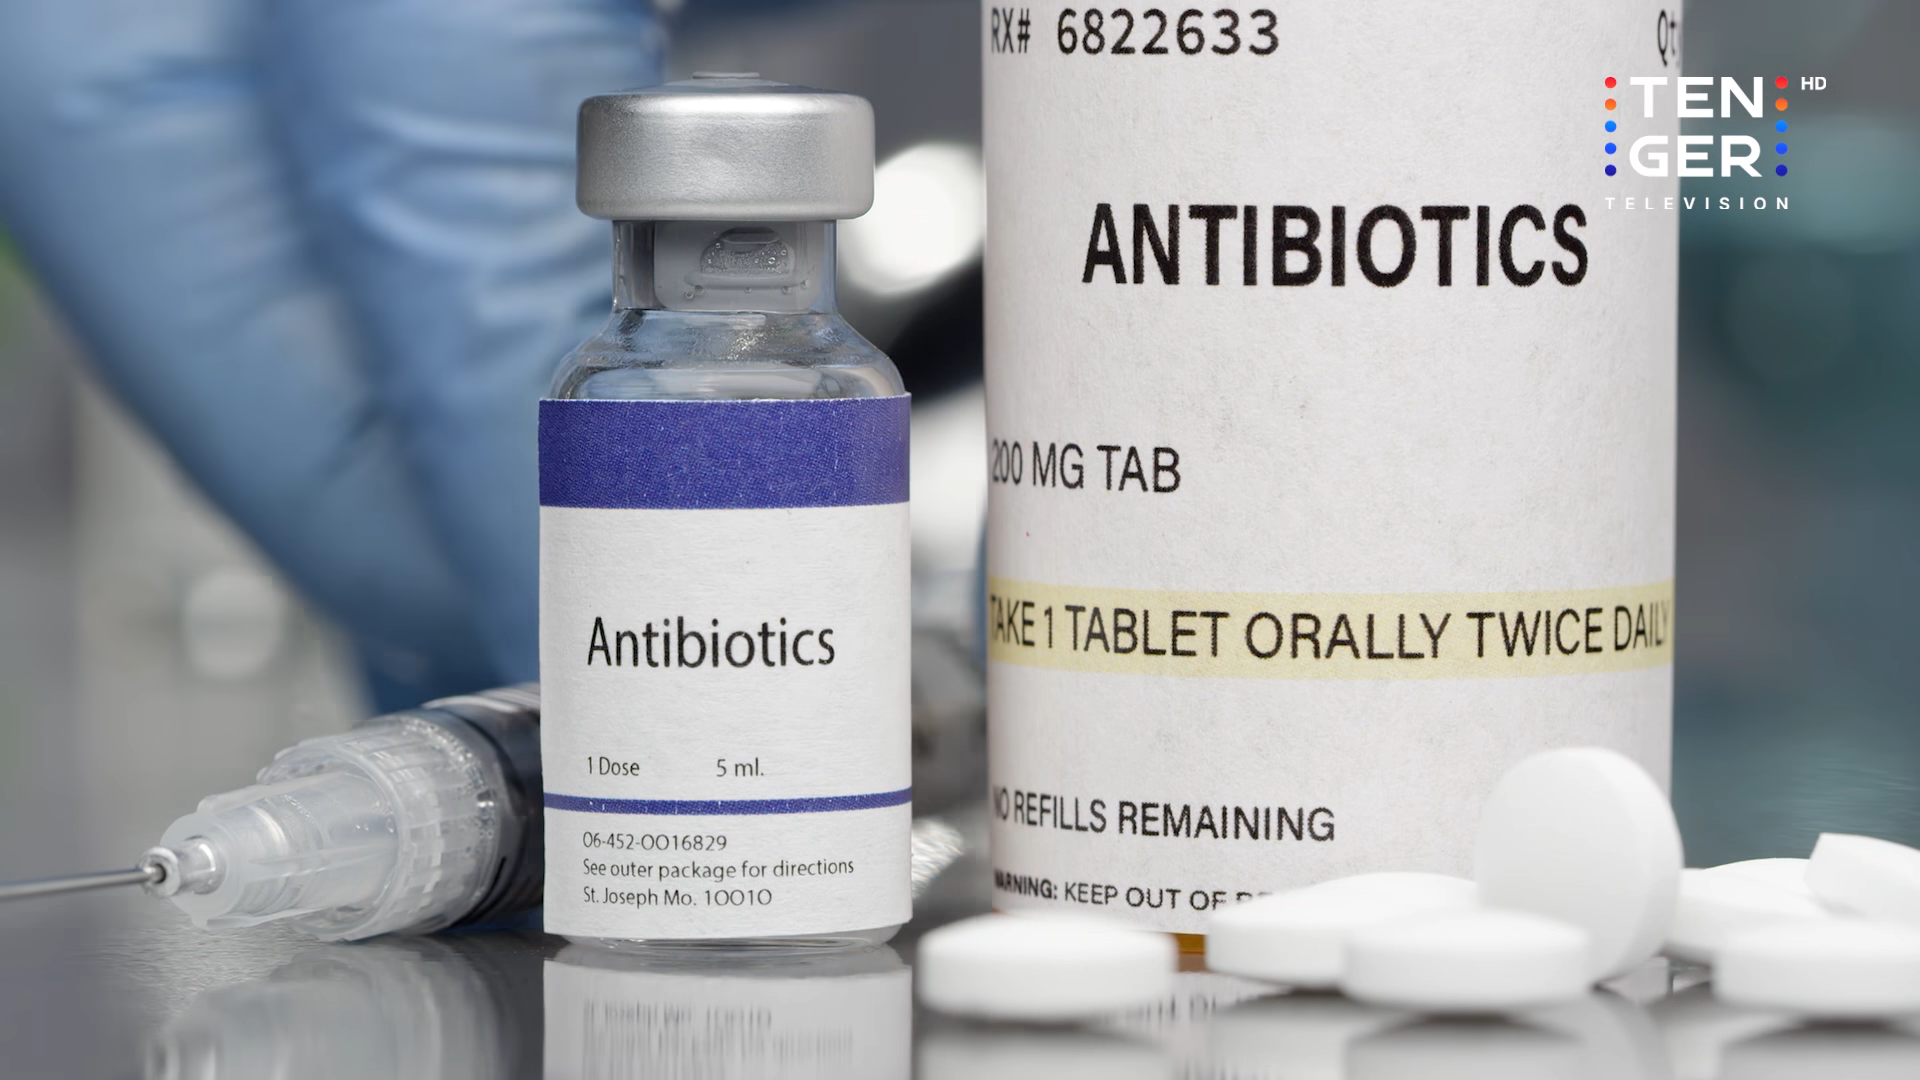 RX# 6822633
TEN HD
GER
TELEVISION
ANTIBIOTICS
200 MG TAB
TAKE 1 TABLET ORALLY TWICE DAILY
NO REFILLS REMAINING
WARNING: KEEP OUT OF
Antibiotics
1 Dose 5 ml.
06-452-0016829
See outer package for directions
St. Joseph Mo. 10010